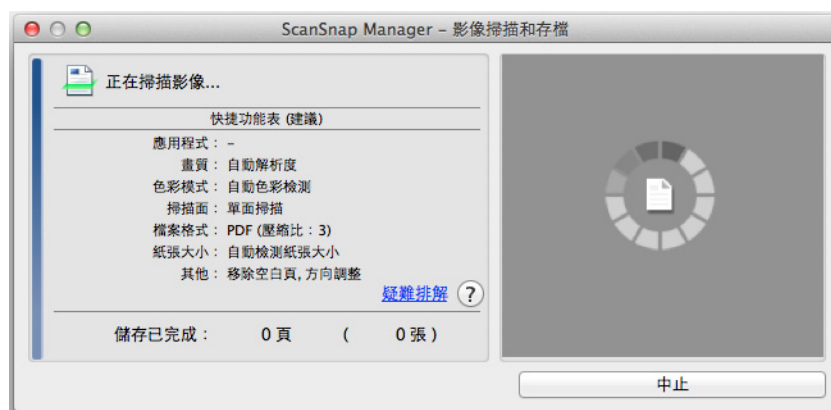 ScanSnap Manager – 影像掃描和存檔
正在掃描影像...
快捷功能表 (建議)
應用程式： –
畫質： 自動解析度
色彩模式： 自動色彩檢測
掃描面： 單面掃描
檔案格式： PDF (壓縮比：3)
紙張大小： 自動檢測紙張大小
其他： 移除空白頁, 方向調整
疑難排解 ?
儲存已完成： 0 頁 ( 0 張 )
中止